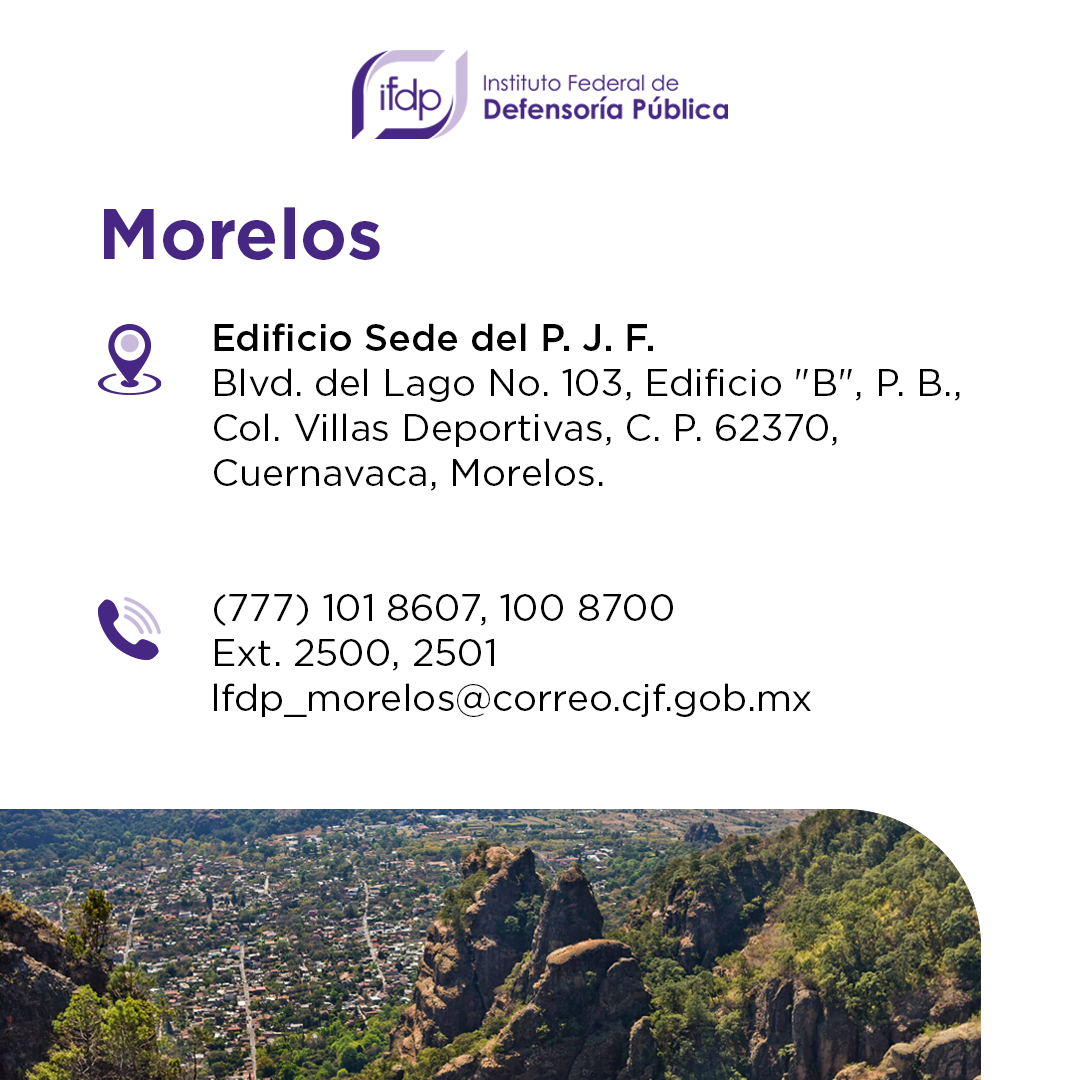 ifdp
Instituto Federal de
Defensoría Pública
Morelos
Edificio Sede del P. J. F.
Blvd. del Lago No. 103, Edificio "B", P. B.,
Col. Villas Deportivas, C. P. 62370,
Cuernavaca, Morelos.
(777) 101 8607, 100 8700
Ext. 2500, 2501
Ifdp_morelos@correo.cjf.gob.mx